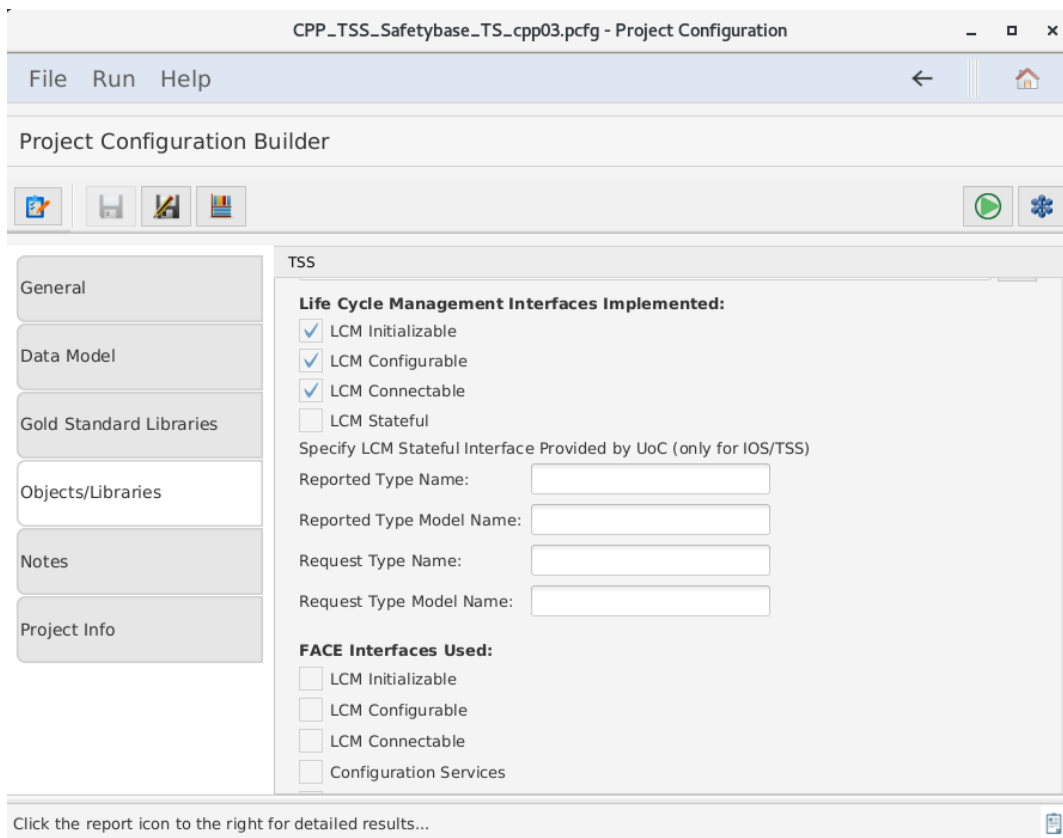 CPP_TSS_Safetybase_TS_cpp03.pcfg - Project Configuration
File Run Help
Project Configuration Builder
General
Data Model
Gold Standard Libraries
Objects/Libraries
Notes
Project Info
TSS
Life Cycle Management Interfaces Implemented:
LCM Initializable
LCM Configurable
LCM Connectable
LCM Stateful
Specify LCM Stateful Interface Provided by UoC (only for IOS/TSS)
Reported Type Name:
Reported Type Model Name:
Request Type Name:
Request Type Model Name:
FACE Interfaces Used:
LCM Initializable
LCM Configurable
LCM Connectable
Configuration Services
Click the report icon to the right for detailed results...